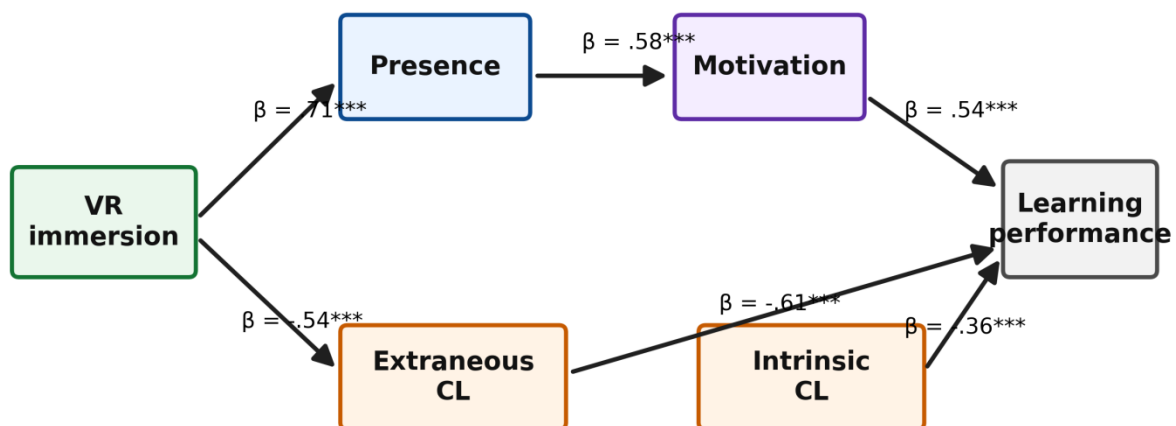 Presence
β = .58***
Motivation
β = .71***
β = .54***
VR
immersion
Learning
performance
β = -.54***
β = -.61***
β = -.36***
Extraneous
CL
Intrinsic
CL